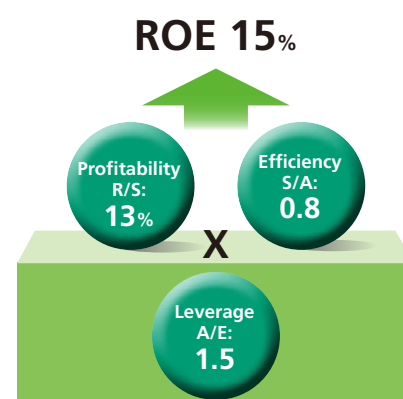 ROE 15%
Profitability
R/S:
13%
Efficiency
S/A:
0.8
X
Leverage
A/E:
1.5